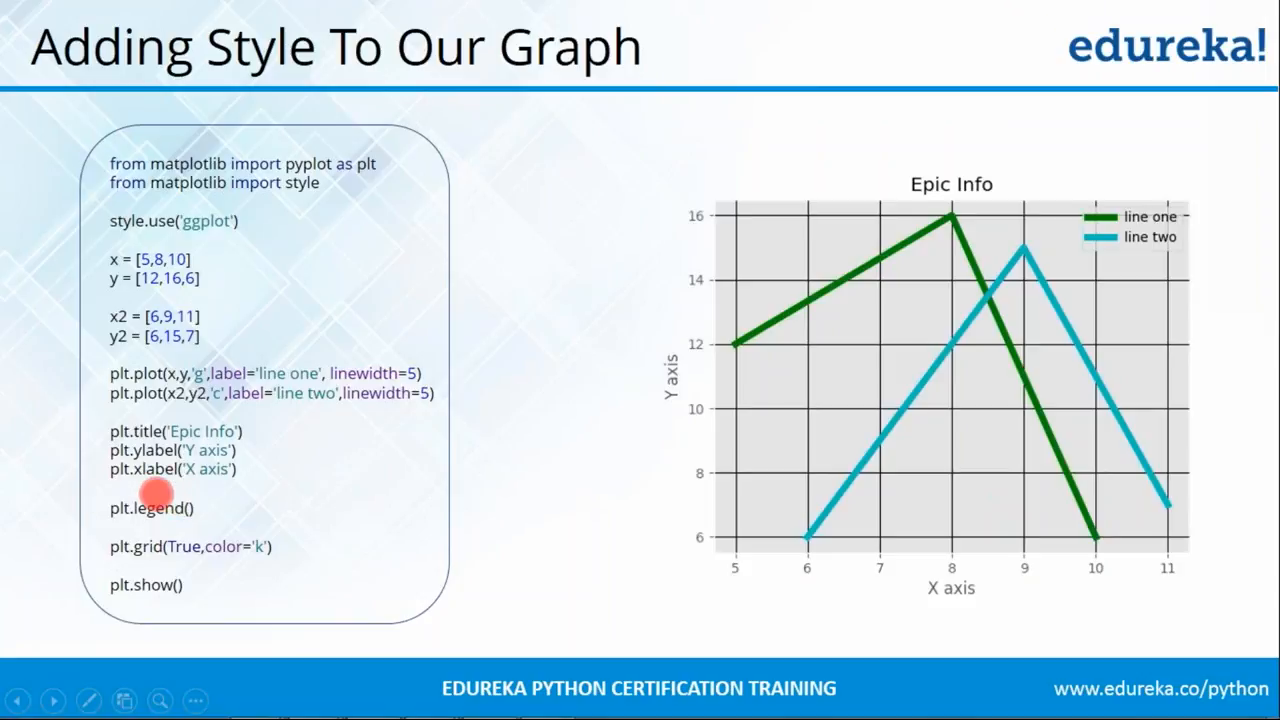 Adding Style To Our Graph
edureka!
from matplotlib import pyplot as plt
from matplotlib import style
style.use('ggplot')
x = [5,8,10]
y = [12,16,6]
x2 = [6,9,11]
y2 = [6,15,7]
plt.plot(x,y,'g',label='line one', linewidth=5)
plt.plot(x2,y2,'c',label='line two',linewidth=5)
plt.title('Epic Info')
plt.ylabel('Y axis')
plt.xlabel('X axis')
plt.legend()
plt.grid(True,color='k')
plt.show()
Epic Info
line one
line two
16
14
12
10
8
6
Y axis
5 6 7 8 9 10 11
X axis
EDUREKA PYTHON CERTIFICATION TRAINING
www.edureka.co/python